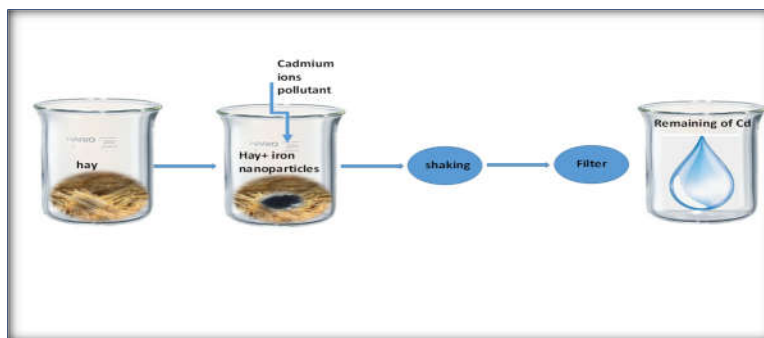 Cadmium
ions
pollutant
hay
Hay+ iron
nanoparticles
shaking
Filter
Remaining of Cd